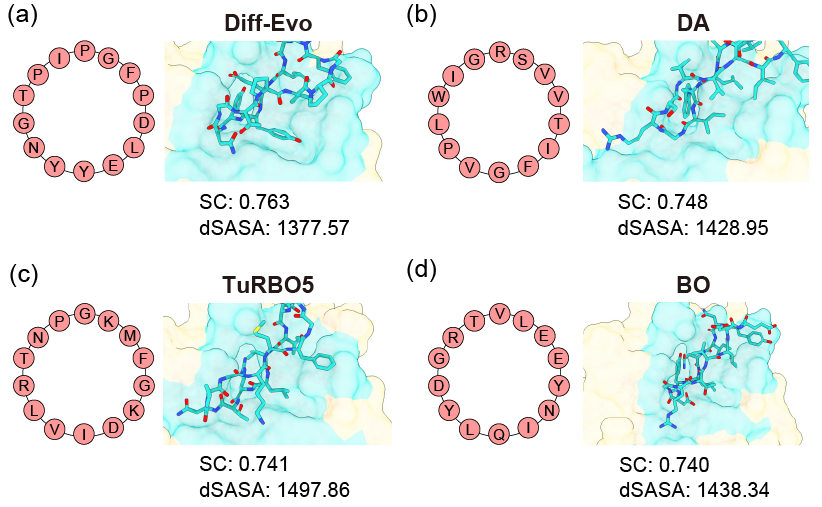 (a)
Diff-Evo
P G F P D L E Y Y N G T P I
SC: 0.763
dSASA: 1377.57
(b)
DA
R S V V T I F G V P L W I G
SC: 0.748
dSASA: 1428.95
(c)
TuRBO5
G K M F G K D I V L R T N P
SC: 0.741
dSASA: 1497.86
(d)
BO
V L E E Y N I Q L Y D G R T
SC: 0.740
dSASA: 1438.34